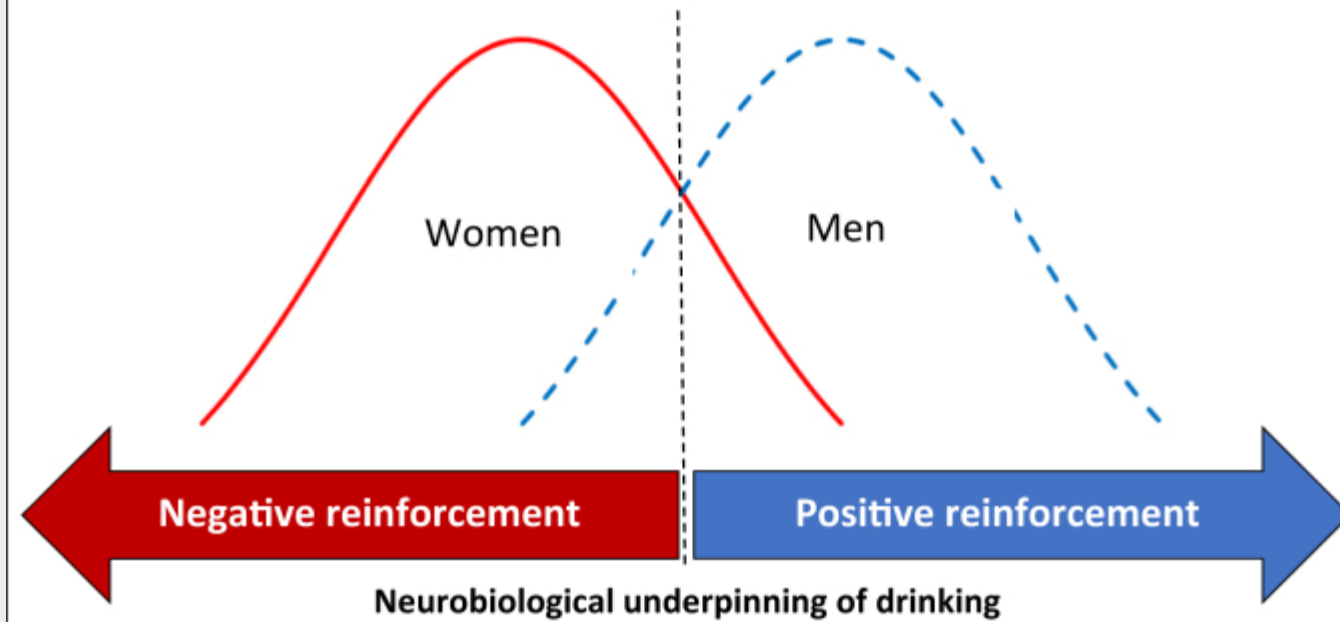 Women
Men
Negative reinforcement
Positive reinforcement
Neurobiological underpinning of drinking